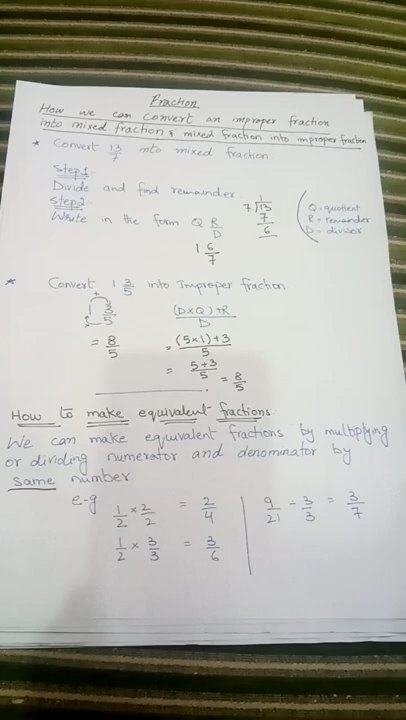 Fraction
How we can convert an improper fraction
into mixed fraction & mixed fraction into improper fraction
* Convert 13/7 into mixed fraction
Step 1
Divide and find remainder
Step 2
Write in the form Q R/D
1 6/7
1
7 13
7
6
Q = quotient
R = remainder
D = divisor
* Convert 1 3/5 into Improper fraction
+
1 3/5
= 8/5
(D×Q)+R / D
= (5×1)+3 / 5
= 5+3 / 5 = 8/5
How to make equivalent fractions
We can make equivalent fractions by multiplying
or dividing numerator and denominator by
same number
e-g
1/2 × 2/2 = 2/4
1/2 × 3/3 = 3/6
9/21 ÷ 3/3 = 3/7